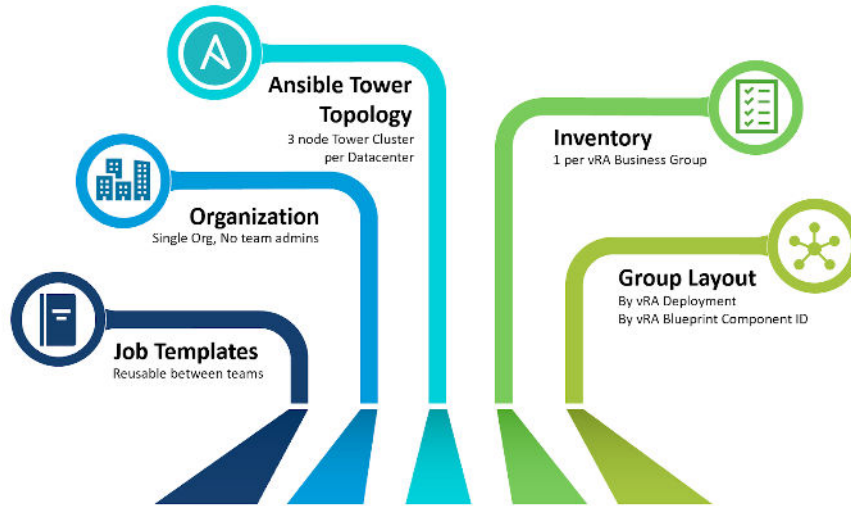 Ansible Tower
Topology
3 node Tower Cluster
per Datacenter
Inventory
1 per vRA Business Group
Organization
Single Org, No team admins
Group Layout
By vRA Deployment
By vRA Blueprint Component ID
Job Templates
Reusable between teams